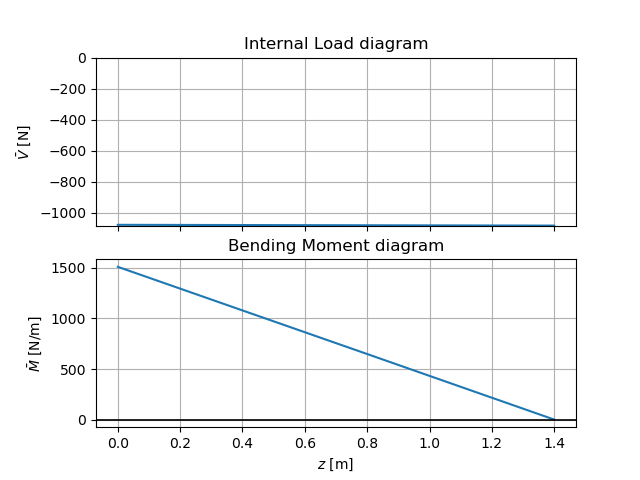 Internal Load diagram
0
−200
−400
−600
−800
−1000
V̄ [N]
Bending Moment diagram
1500
1000
500
0
M̄ [N/m]
0.0 0.2 0.4 0.6 0.8 1.0 1.2 1.4
z [m]